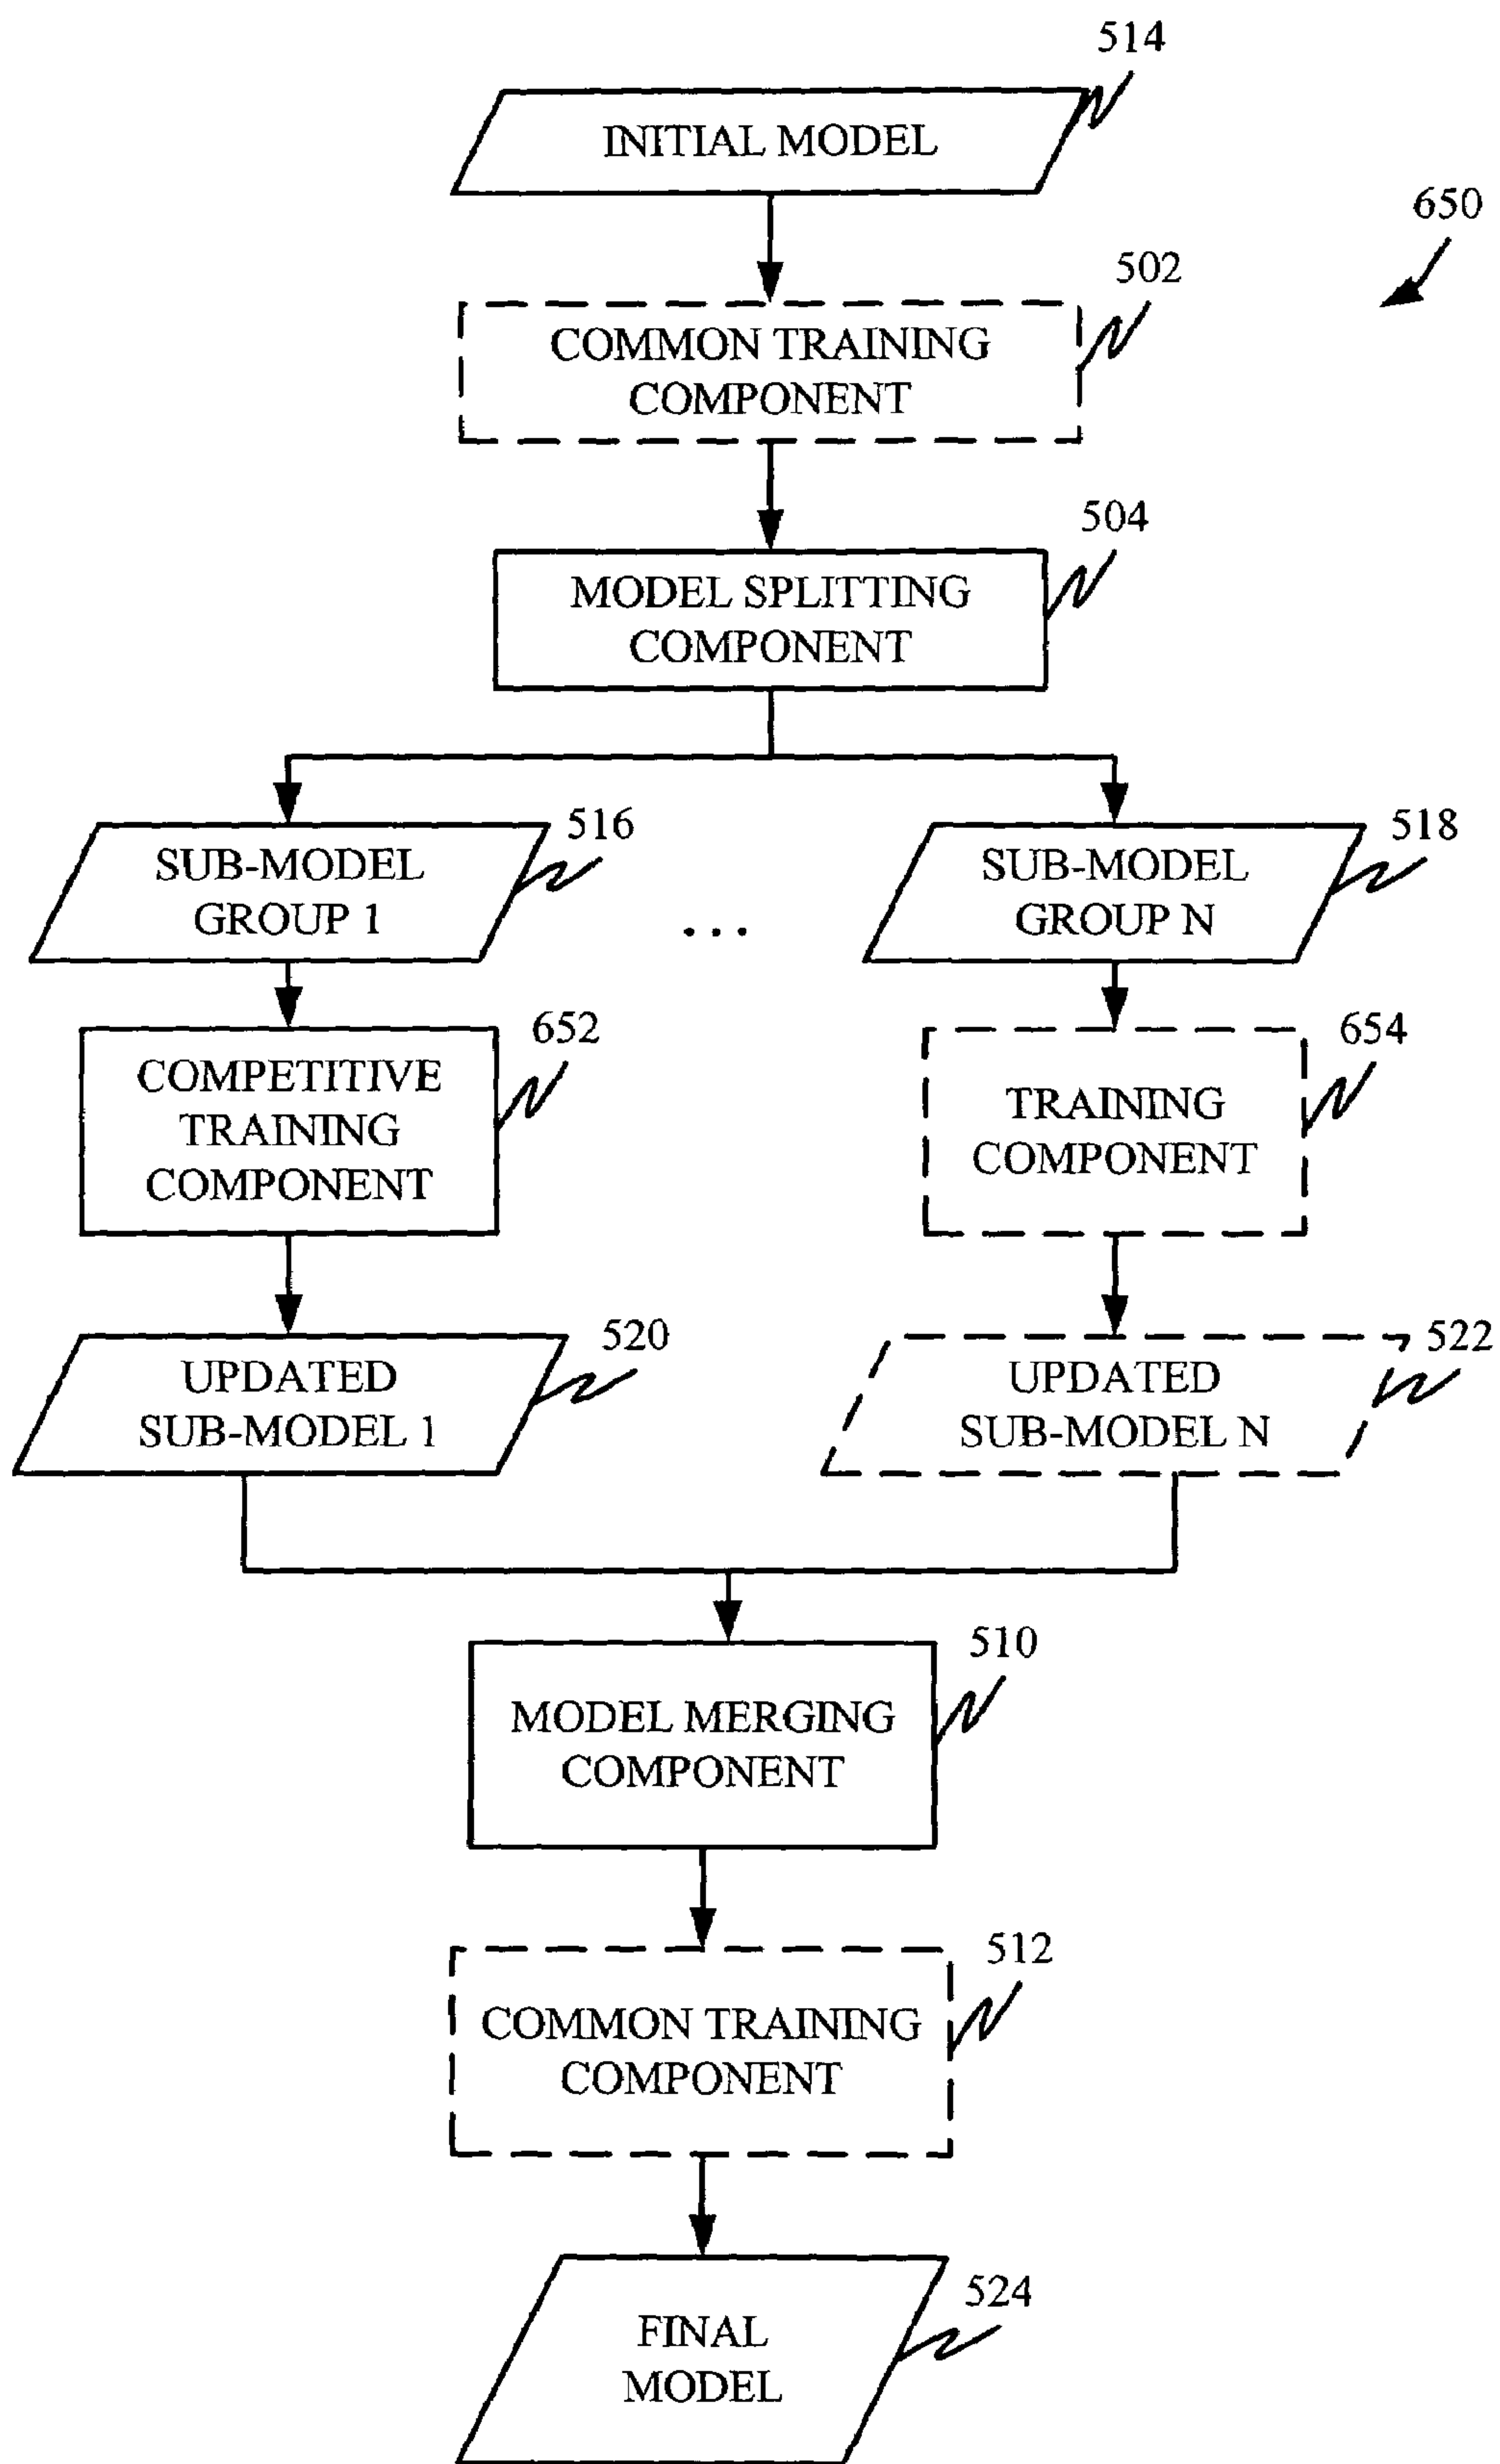 514
INITIAL MODEL
650
502
COMMON TRAINING
COMPONENT
504
MODEL SPLITTING
COMPONENT
516
SUB-MODEL
GROUP 1
518
SUB-MODEL
GROUP N
...
652
COMPETITIVE
TRAINING
COMPONENT
654
TRAINING
COMPONENT
520
UPDATED
SUB-MODEL 1
522
UPDATED
SUB-MODEL N
510
MODEL MERGING
COMPONENT
512
COMMON TRAINING
COMPONENT
524
FINAL
MODEL